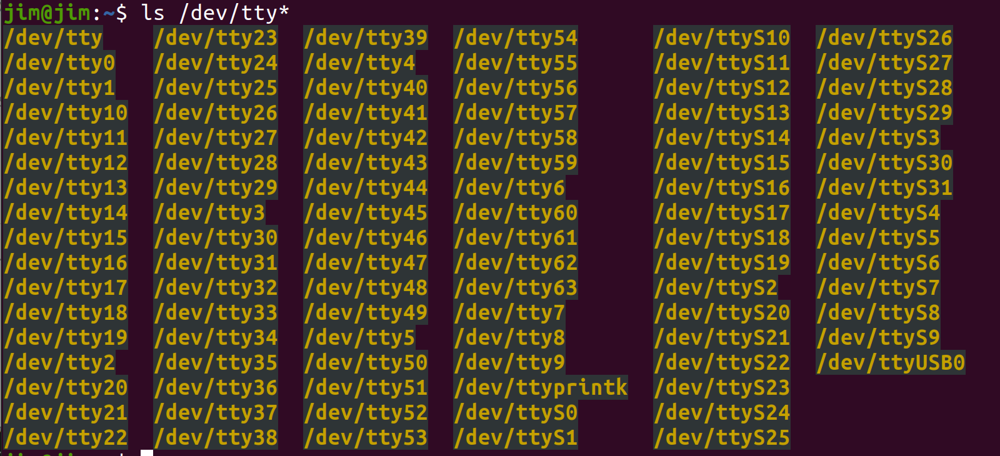 jim@jim:~$ ls /dev/tty*
/dev/tty /dev/tty23 /dev/tty39 /dev/tty54 /dev/ttyS10 /dev/ttyS26
/dev/tty0 /dev/tty24 /dev/tty4 /dev/tty55 /dev/ttyS11 /dev/ttyS27
/dev/tty1 /dev/tty25 /dev/tty40 /dev/tty56 /dev/ttyS12 /dev/ttyS28
/dev/tty10 /dev/tty26 /dev/tty41 /dev/tty57 /dev/ttyS13 /dev/ttyS29
/dev/tty11 /dev/tty27 /dev/tty42 /dev/tty58 /dev/ttyS14 /dev/ttyS3
/dev/tty12 /dev/tty28 /dev/tty43 /dev/tty59 /dev/ttyS15 /dev/ttyS30
/dev/tty13 /dev/tty29 /dev/tty44 /dev/tty6 /dev/ttyS16 /dev/ttyS31
/dev/tty14 /dev/tty3 /dev/tty45 /dev/tty60 /dev/ttyS17 /dev/ttyS4
/dev/tty15 /dev/tty30 /dev/tty46 /dev/tty61 /dev/ttyS18 /dev/ttyS5
/dev/tty16 /dev/tty31 /dev/tty47 /dev/tty62 /dev/ttyS19 /dev/ttyS6
/dev/tty17 /dev/tty32 /dev/tty48 /dev/tty63 /dev/ttyS2 /dev/ttyS7
/dev/tty18 /dev/tty33 /dev/tty49 /dev/tty7 /dev/ttyS20 /dev/ttyS8
/dev/tty19 /dev/tty34 /dev/tty5 /dev/tty8 /dev/ttyS21 /dev/ttyS9
/dev/tty2 /dev/tty35 /dev/tty50 /dev/tty9 /dev/ttyS22 /dev/ttyUSB0
/dev/tty20 /dev/tty36 /dev/tty51 /dev/ttyprintk /dev/ttyS23
/dev/tty21 /dev/tty37 /dev/tty52 /dev/ttyS0 /dev/ttyS24
/dev/tty22 /dev/tty38 /dev/tty53 /dev/ttyS1 /dev/ttyS25